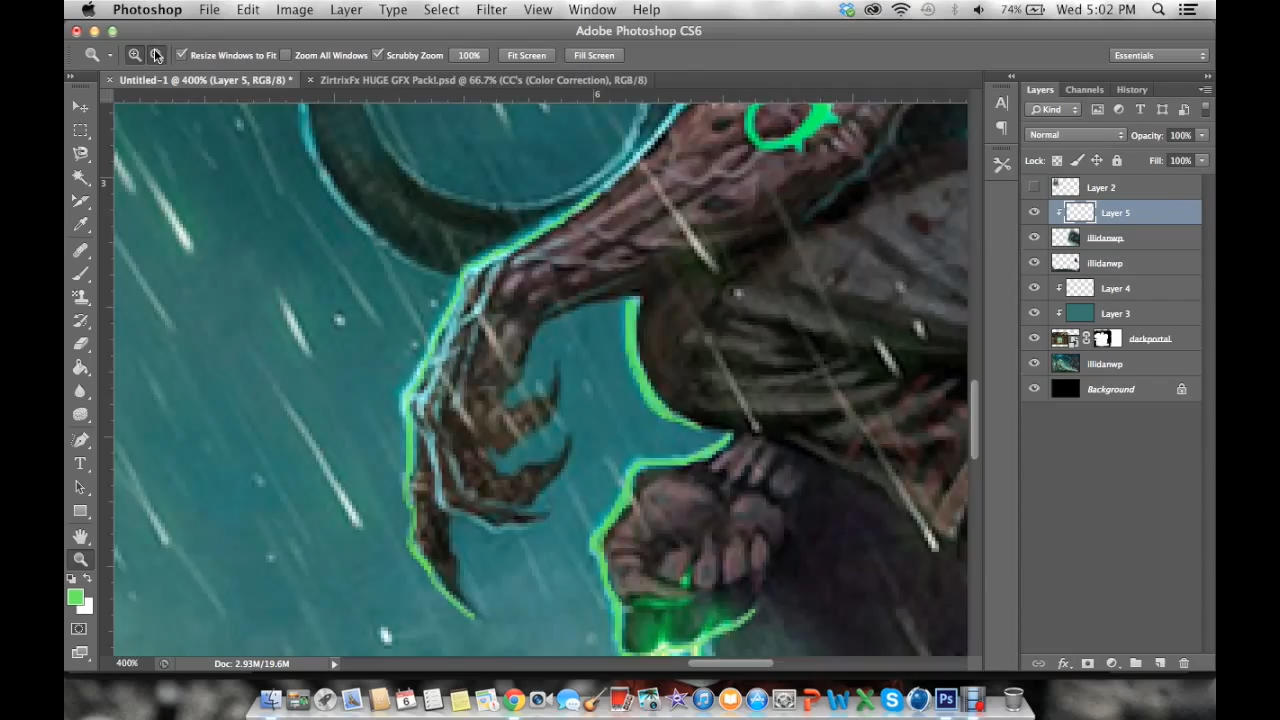 Photoshop File Edit Image Layer Type Select Filter View Window Help 74% Wed 5:02 PM
Adobe Photoshop CS6
Resize Windows to Fit Zoom All Windows Scrubby Zoom 100% Fit Screen Fill Screen Essentials
× Untitled-1 @ 400% (Layer 5, RGB/8) * × ZirtrixFx HUGE GFX Pack!.psd @ 66.7% (CC's (Color Correction), RGB/8)
6
3
Layers Channels History
Kind
Normal Opacity: 100%
Lock: Fill: 100%
Layer 2
Layer 5
illidanwp
illidanwp
Layer 4
Layer 3
darkportal
illidanwp
Background
fx
400% Doc: 2.93M/19.6M